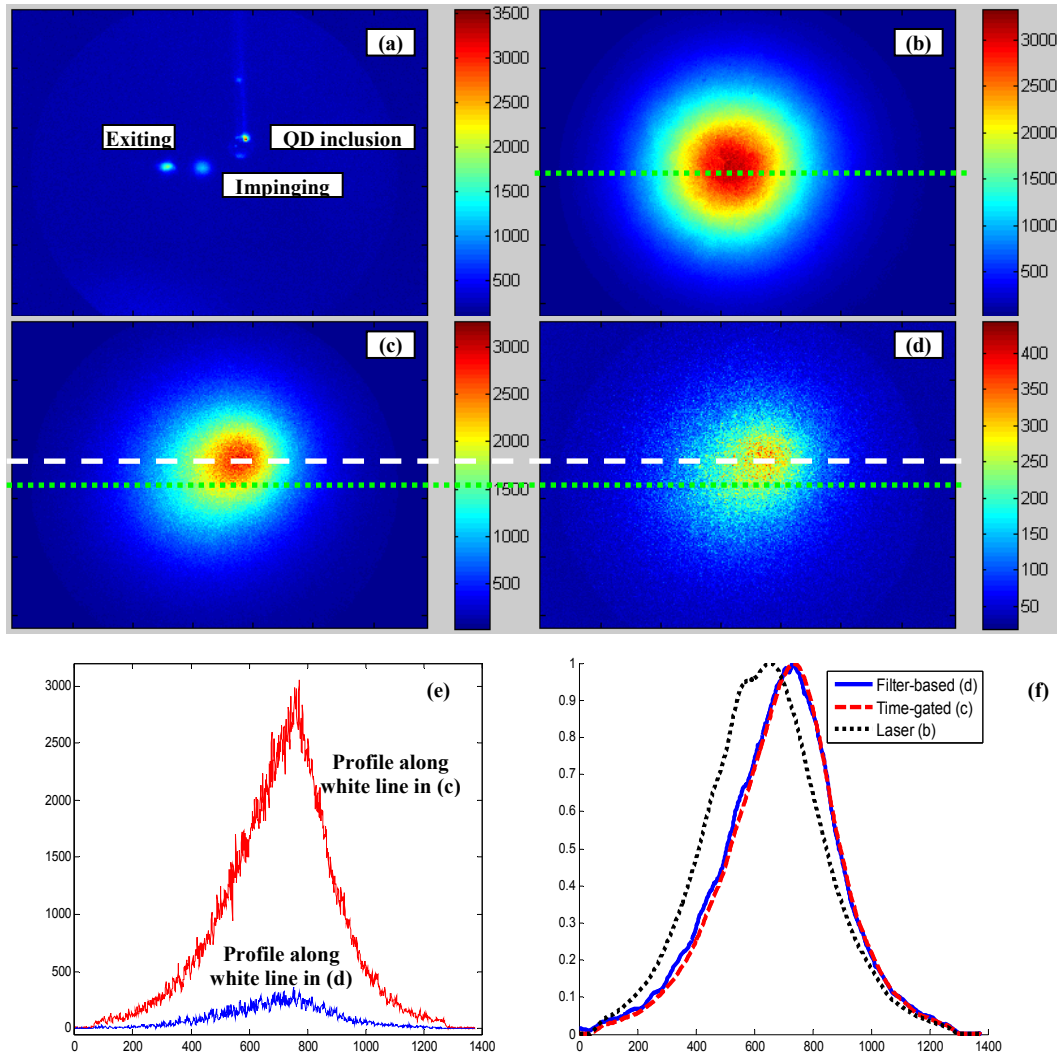 (a)
Exiting
QD inclusion
Impinging
3500
3000
2500
2000
1500
1000
500
(b)
3000
2500
2000
1500
1000
500
(c)
3000
2500
2000
1500
1000
500
(d)
400
350
300
250
200
150
100
50
(e)
3000
2500
2000
1500
1000
500
0
0 200 400 600 800 1000 1200 1400
Profile along
white line in (c)
Profile along
white line in (d)
(f)
Filter-based (d)
Time-gated (c)
Laser (b)
1
0.9
0.8
0.7
0.6
0.5
0.4
0.3
0.2
0.1
0
0 200 400 600 800 1000 1200 1400